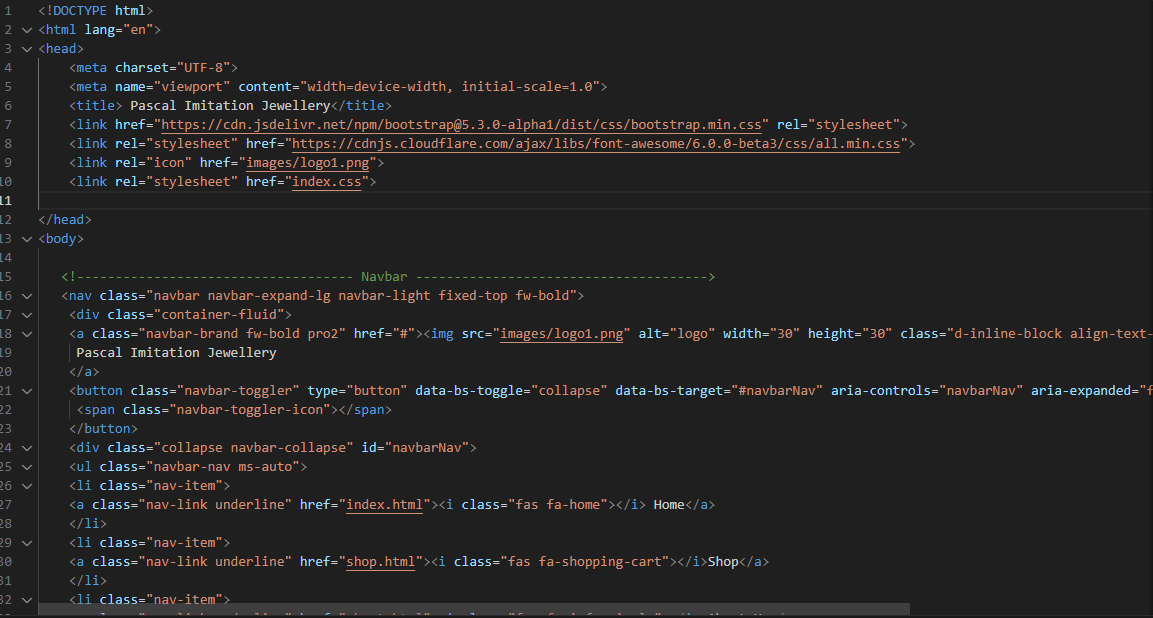 1 <!DOCTYPE html>
2 <html lang="en">
3 <head>
4 <meta charset="UTF-8">
5 <meta name="viewport" content="width=device-width, initial-scale=1.0">
6 <title> Pascal Imitation Jewellery</title>
7 <link href="https://cdn.jsdelivr.net/npm/bootstrap@5.3.0-alpha1/dist/css/bootstrap.min.css" rel="stylesheet">
8 <link rel="stylesheet" href="https://cdnjs.cloudflare.com/ajax/libs/font-awesome/6.0.0-beta3/css/all.min.css">
9 <link rel="icon" href="images/logo1.png">
10 <link rel="stylesheet" href="index.css">
11
12 </head>
13 <body>
14
15 <!------------------------------------ Navbar -------------------------------------->
16 <nav class="navbar navbar-expand-lg navbar-light fixed-top fw-bold">
17 <div class="container-fluid">
18 <a class="navbar-brand fw-bold pro2" href="#"><img src="images/logo1.png" alt="logo" width="30" height="30" class="d-inline-block align-text-
19 Pascal Imitation Jewellery
20 </a>
21 <button class="navbar-toggler" type="button" data-bs-toggle="collapse" data-bs-target="#navbarNav" aria-controls="navbarNav" aria-expanded="f
22 <span class="navbar-toggler-icon"></span>
23 </button>
24 <div class="collapse navbar-collapse" id="navbarNav">
25 <ul class="navbar-nav ms-auto">
26 <li class="nav-item">
27 <a class="nav-link underline" href="index.html"><i class="fas fa-home"></i> Home</a>
28 </li>
29 <li class="nav-item">
30 <a class="nav-link underline" href="shop.html"><i class="fas fa-shopping-cart"></i>Shop</a>
31 </li>
32 <li class="nav-item">